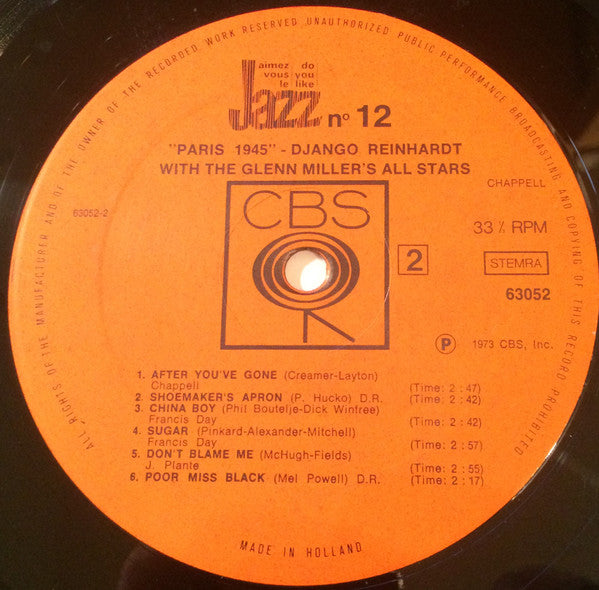 ALL RIGHTS OF THE MANUFACTURER AND OF THE OWNER OF THE RECORDED WORK RESERVED UNAUTHORIZED PUBLIC PERFORMANCE BROADCASTING AND COPYING OF THIS RECORD PROHIBITED
aimez do
vous you
le like
Jazz nº 12
"PARIS 1945" - DJANGO REINHARDT
WITH THE GLENN MILLER'S ALL STARS
CHAPPELL
CBS
63052-2
33 ⅓ RPM
2
STEMRA
63052
℗ 1973 CBS, Inc.
1. AFTER YOU'VE GONE (Creamer-Layton)
Chappell (Time: 2 : 47)
2. SHOEMAKER'S APRON (P. Hucko) D.R. (Time: 2 : 42)
3. CHINA BOY (Phil Boutelje-Dick Winfree)
Francis Day (Time: 2 : 42)
4. SUGAR (Pinkard-Alexander-Mitchell)
Francis Day (Time: 2 : 57)
5. DON'T BLAME ME (McHugh-Fields)
J. Plante (Time: 2 : 55)
6. POOR MISS BLACK (Mel Powell) D.R. (Time: 2 : 17)
MADE IN HOLLAND